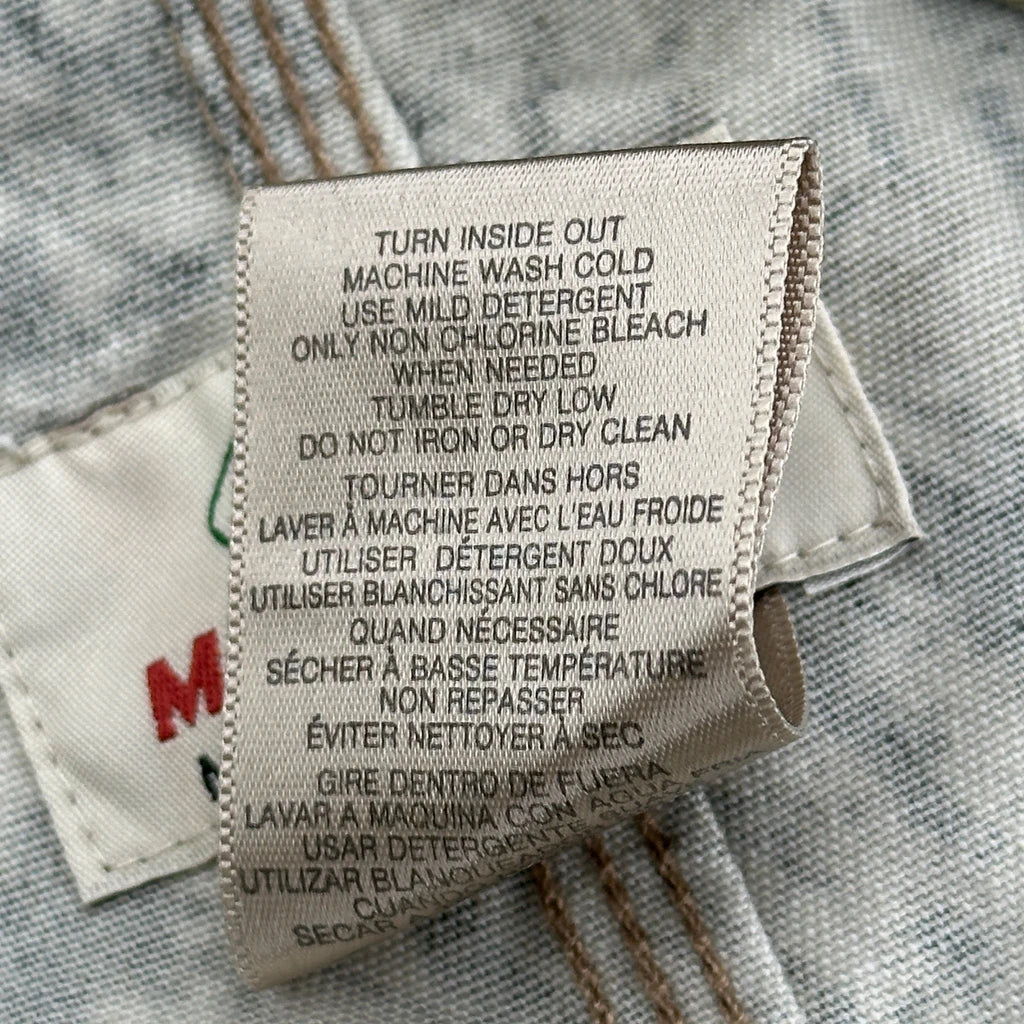 TURN INSIDE OUT
MACHINE WASH COLD
USE MILD DETERGENT
ONLY NON CHLORINE BLEACH
WHEN NEEDED
TUMBLE DRY LOW
DO NOT IRON OR DRY CLEAN
TOURNER DANS HORS
LAVER À MACHINE AVEC L'EAU FROIDE
UTILISER DÉTERGENT DOUX
UTILISER BLANCHISSANT SANS CHLORE
QUAND NÉCESSAIRE
SÉCHER À BASSE TEMPÉRATURE
NON REPASSER
ÉVITER NETTOYER À SEC
GIRE DENTRO DE FUERA
LAVAR A MAQUINA CON AGUA
USAR DETERGENTE
UTILIZAR
SECAR
M